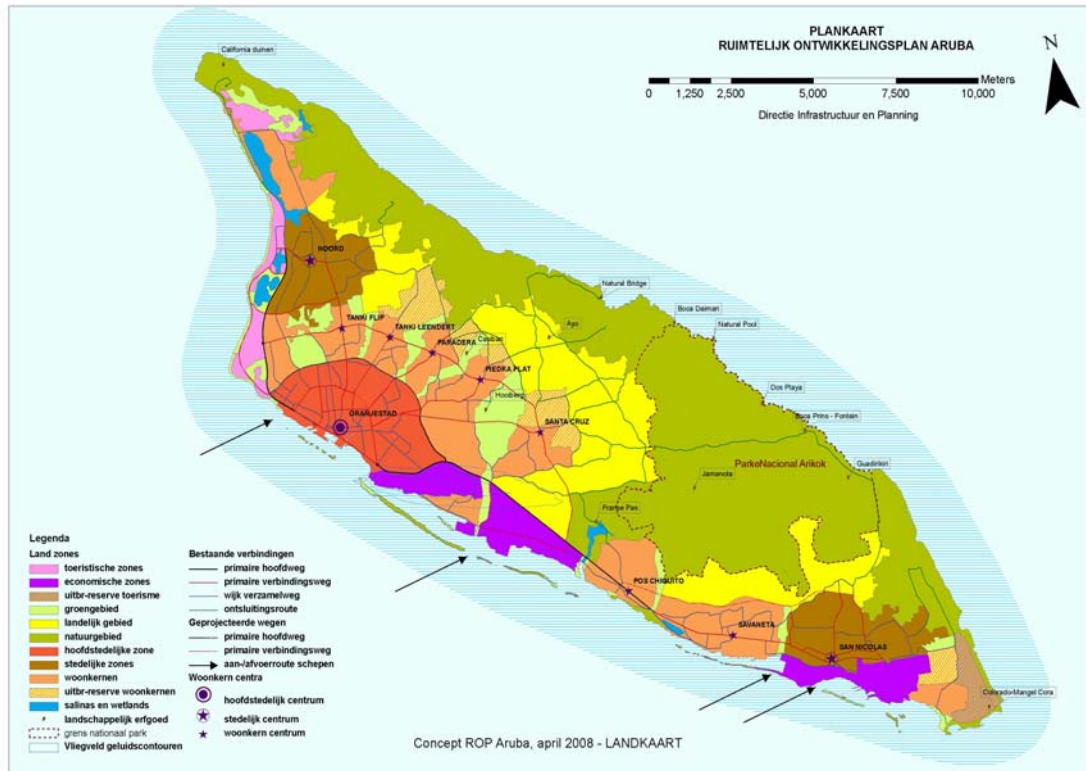 PLANKAART
RUIMTELIJK ONTWIKKELINGSPLAN ARUBA
N
Meters
0 1,250 2,500 5,000 7,500 10,000
Directie Infrastructuur en Planning
California duinen
NOORD
Natural Bridge
Boca Daimari
Natural Pool
Ayo
TANKI FLIP
TANKI LEENDERT
PARADERA
Casibari
PIEDRA PLAT
Hooiberg
Dos Playa
ORANJESTAD
SANTA CRUZ
Boca Prins - Fontein
ParkeNacional Arikok
Guadirikiri
Jamanota
Franse Pas
POS CHIQUITO
SAVANETA
SAN NICOLAS
Colorado-Mangel Cora
Legenda
Land zones
toeristische zones
economische zones
uitbr-reserve toerisme
groengebied
landelijk gebied
natuurgebied
hoofdstedelijke zone
stedelijke zones
woonkernen
uitbr-reserve woonkernen
salinas en wetlands
landschappelijk erfgoed
grens nationaal park
Vliegveld geluidscontouren
Bestaande verbindingen
primaire hoofdweg
primaire verbindingsweg
wijk verzamelweg
ontsluitingsroute
Geprojecteerde wegen
primaire hoofdweg
primaire verbindingsweg
aan-/afvoerroute schepen
Woonkern centra
hoofdstedelijk centrum
stedelijk centrum
woonkern centrum
Concept ROP Aruba, april 2008 - LANDKAART